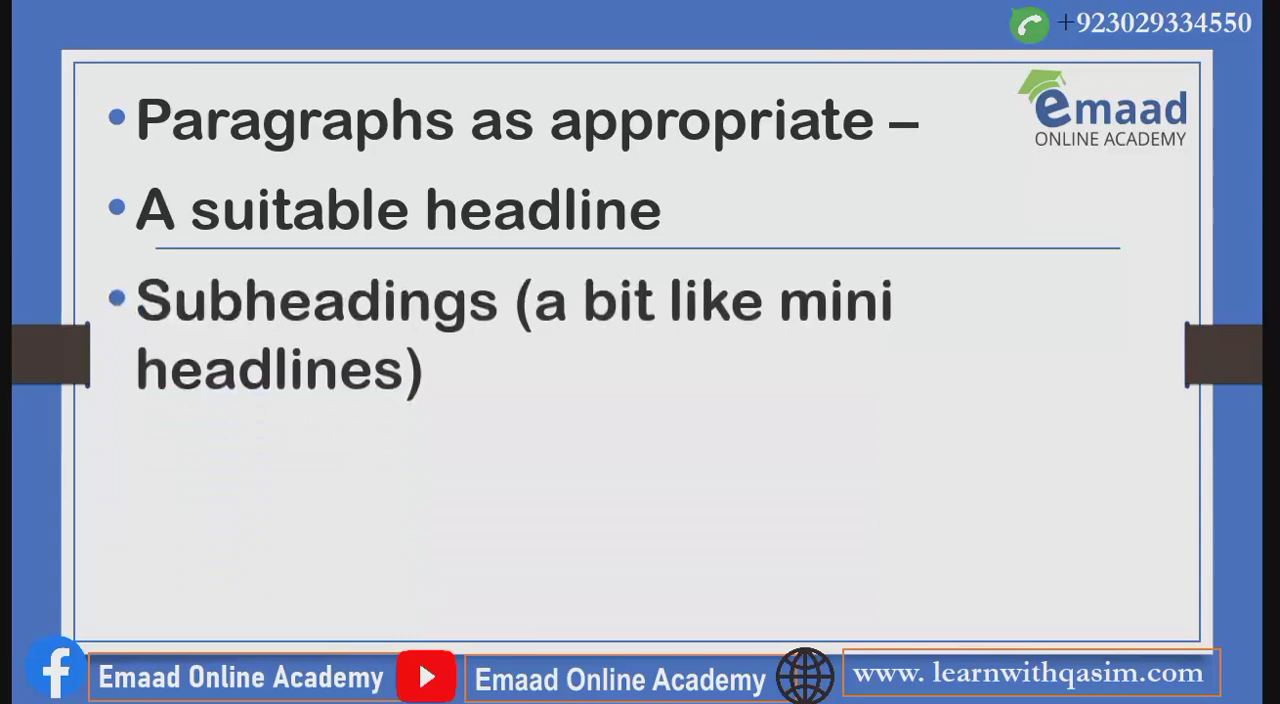 +923029334550
emaad
ONLINE ACADEMY
• Paragraphs as appropriate –
• A suitable headline
• Subheadings (a bit like mini
headlines)
Emaad Online Academy
Emaad Online Academy
www. learnwithqasim.com